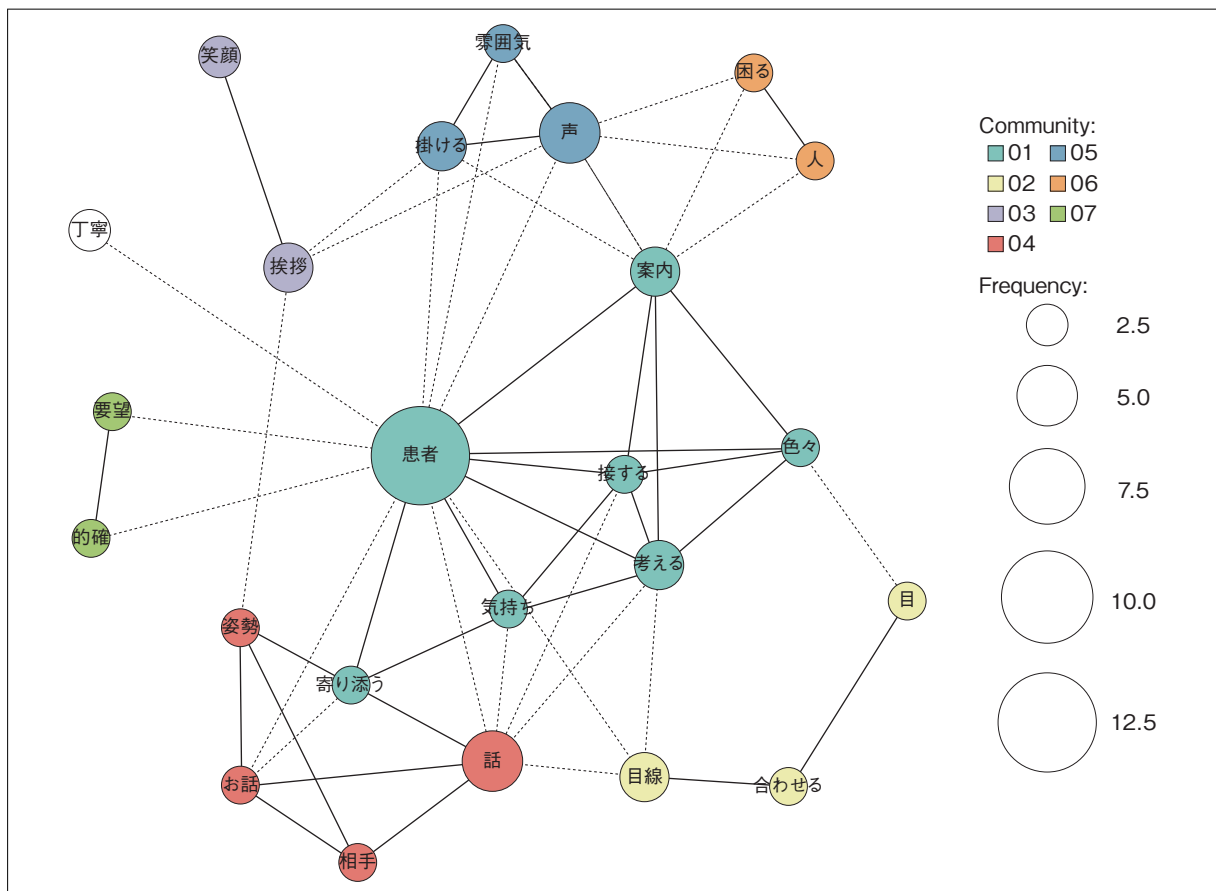 雰囲気
笑顔
困る
声
掛ける
人
丁寧
挨拶
案内
要望
患者
色々
接する
的確
考える
気持ち
目
姿勢
寄り添う
話
目線
お話
合わせる
相手
Community:
01 05
02 06
03 07
04
Frequency:
2.5
5.0
7.5
10.0
12.5